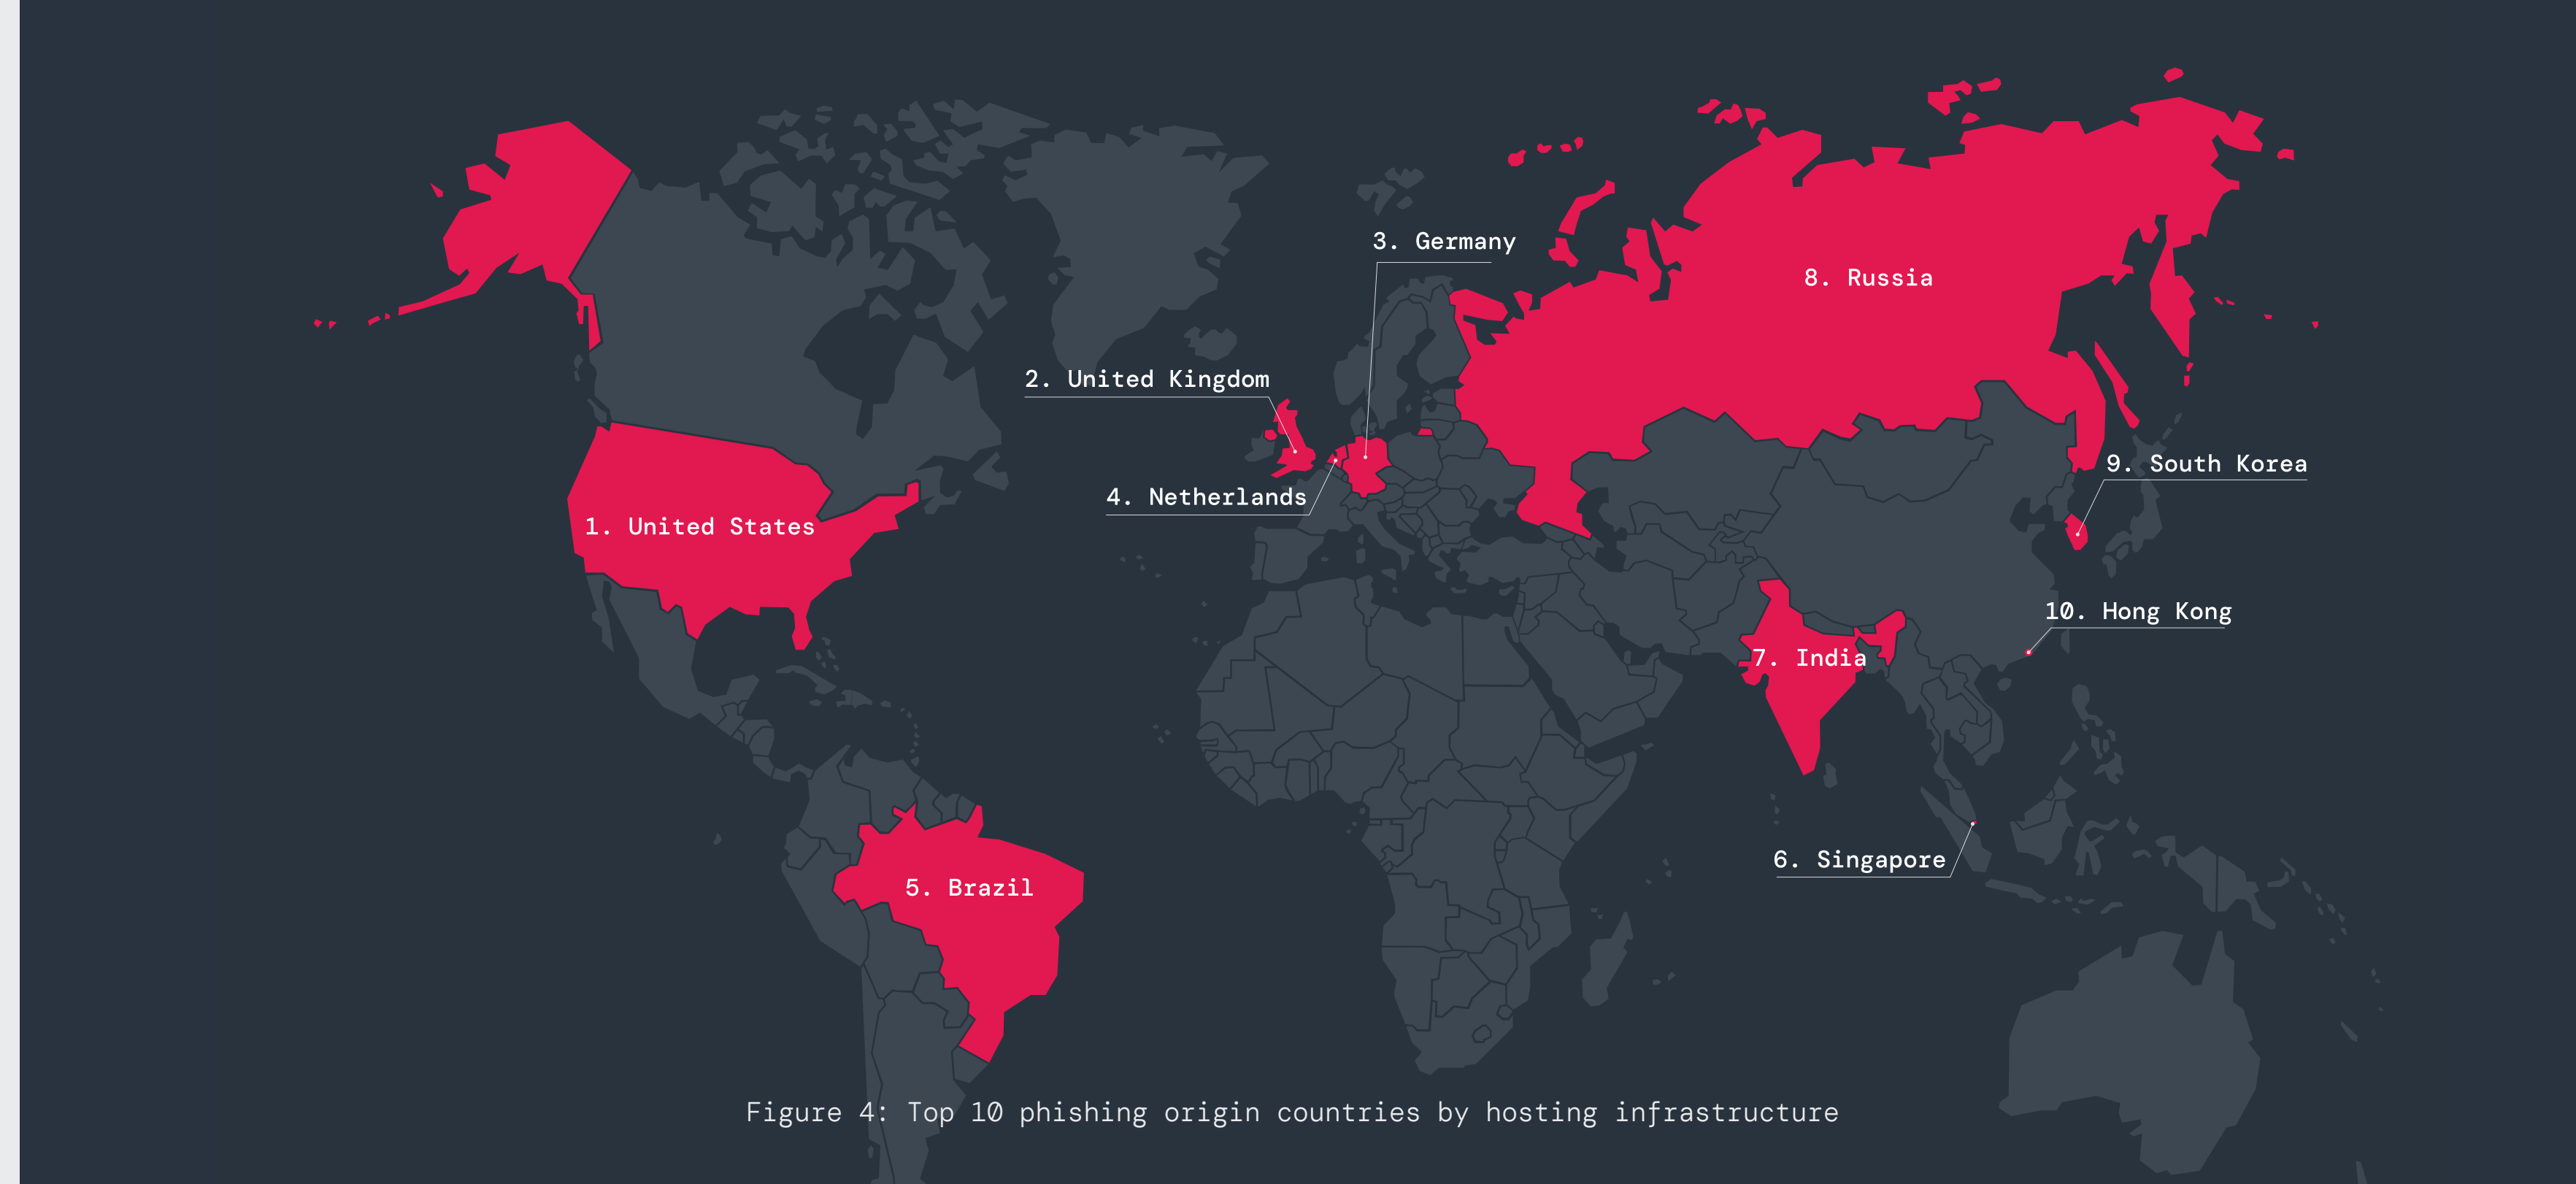 3. Germany
8. Russia
2. United Kingdom
9. South Korea
4. Netherlands
1. United States
10. Hong Kong
7. India
6. Singapore
5. Brazil
Figure 4: Top 10 phishing origin countries by hosting infrastructure